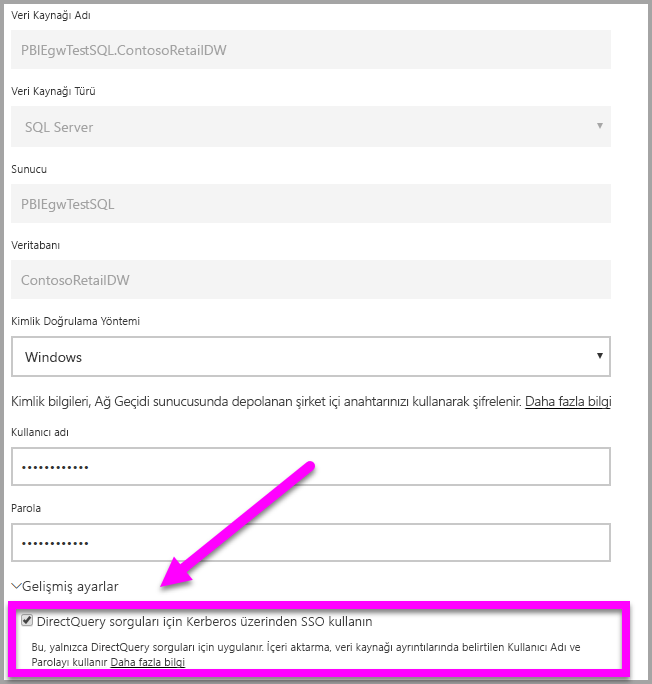 Veri Kaynağı Adı
PBIEgwTestSQL.ContosoRetailDW
Veri Kaynağı Türü
SQL Server
Sunucu
PBIEgwTestSQL
Veritabanı
ContosoRetailDW
Kimlik Doğrulama Yöntemi
Windows
Kimlik bilgileri, Ağ Geçidi sunucusunda depolanan şirket içi anahtarınızı kullanarak şifrelenir. Daha fazla bilgi
Kullanıcı adı
••••••••••••
Parola
••••••••••••
Gelişmiş ayarlar
DirectQuery sorguları için Kerberos üzerinden SSO kullanın
Bu, yalnızca DirectQuery sorguları için uygulanır. İçeri aktarma, veri kaynağı ayrıntılarında belirtilen Kullanıcı Adı ve
Parolayı kullanır Daha fazla bilgi